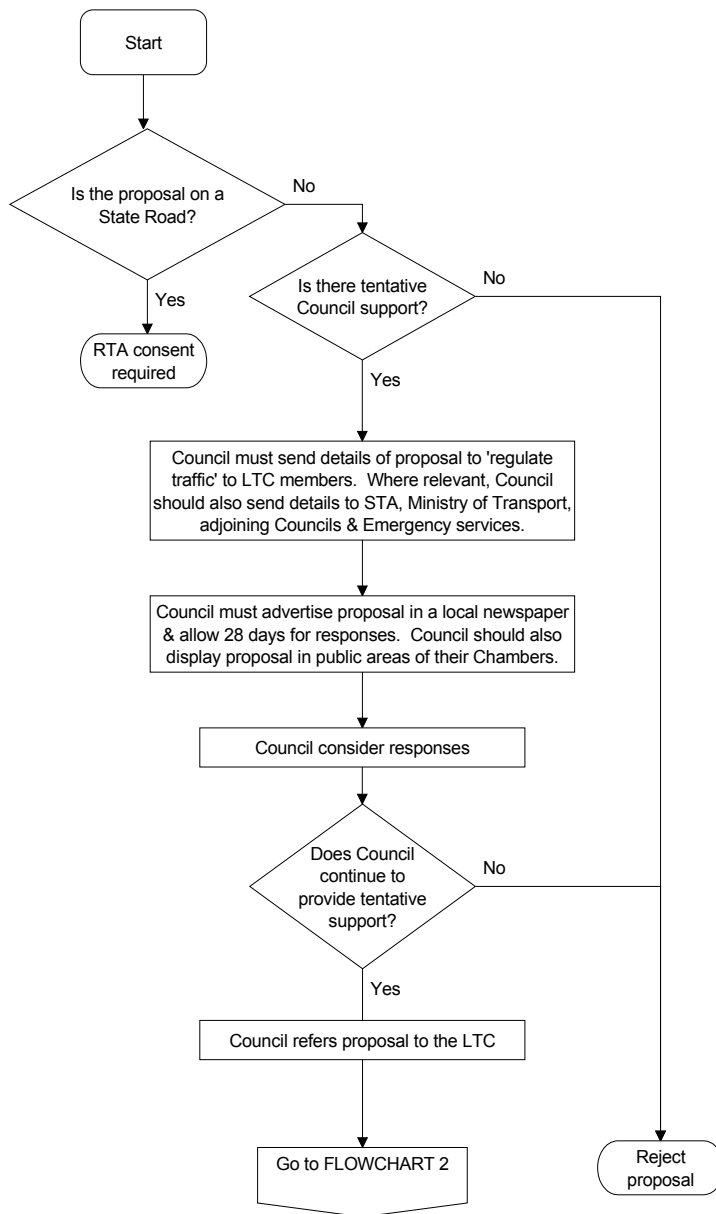 Start
Is the proposal on a
State Road?
No
Yes
RTA consent
required
Is there tentative
Council support?
No
Yes
Council must send details of proposal to 'regulate
traffic' to LTC members.  Where relevant, Council
should also send details to STA, Ministry of Transport,
adjoining Councils & Emergency services.
Council must advertise proposal in a local newspaper
& allow 28 days for responses.  Council should also
display proposal in public areas of their Chambers.
Council consider responses
Does Council
continue to
provide tentative
support?
No
Yes
Council refers proposal to the LTC
Go to FLOWCHART 2
Reject
proposal